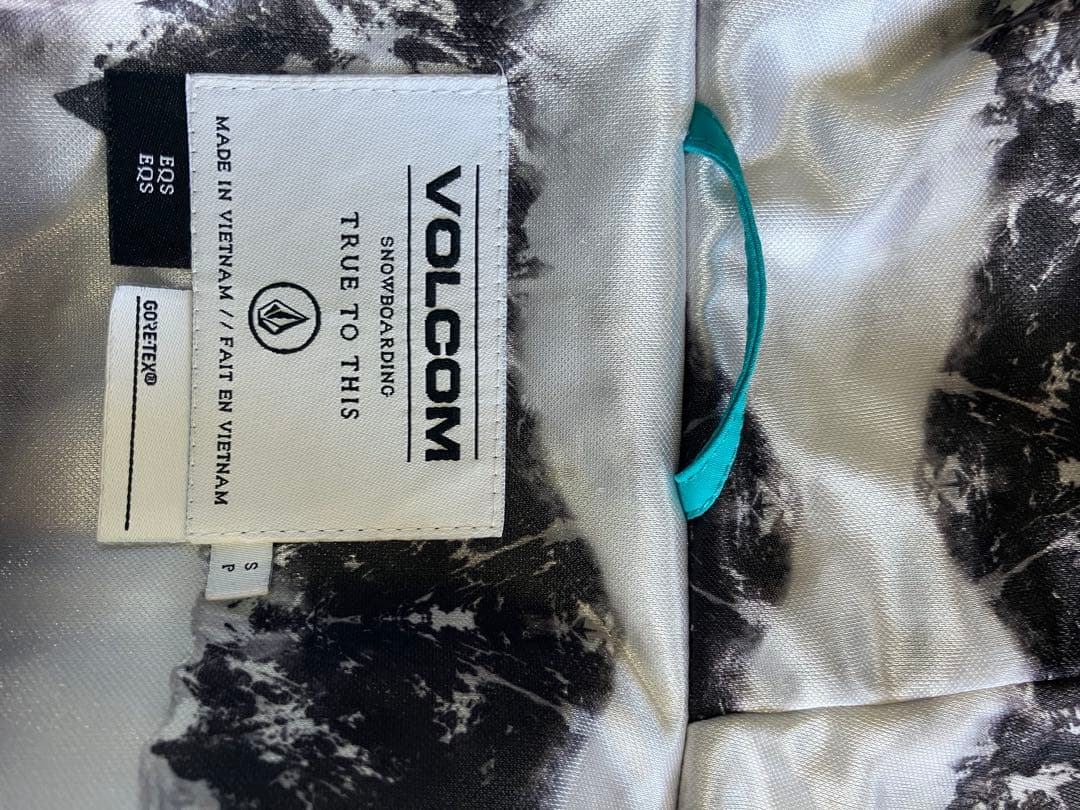 VOLCOM
SNOWBOARDING
TRUE TO THIS
MADE IN VIETNAM // FAIT EN VIETNAM
EQS
EQS
GORE-TEX®
S
P